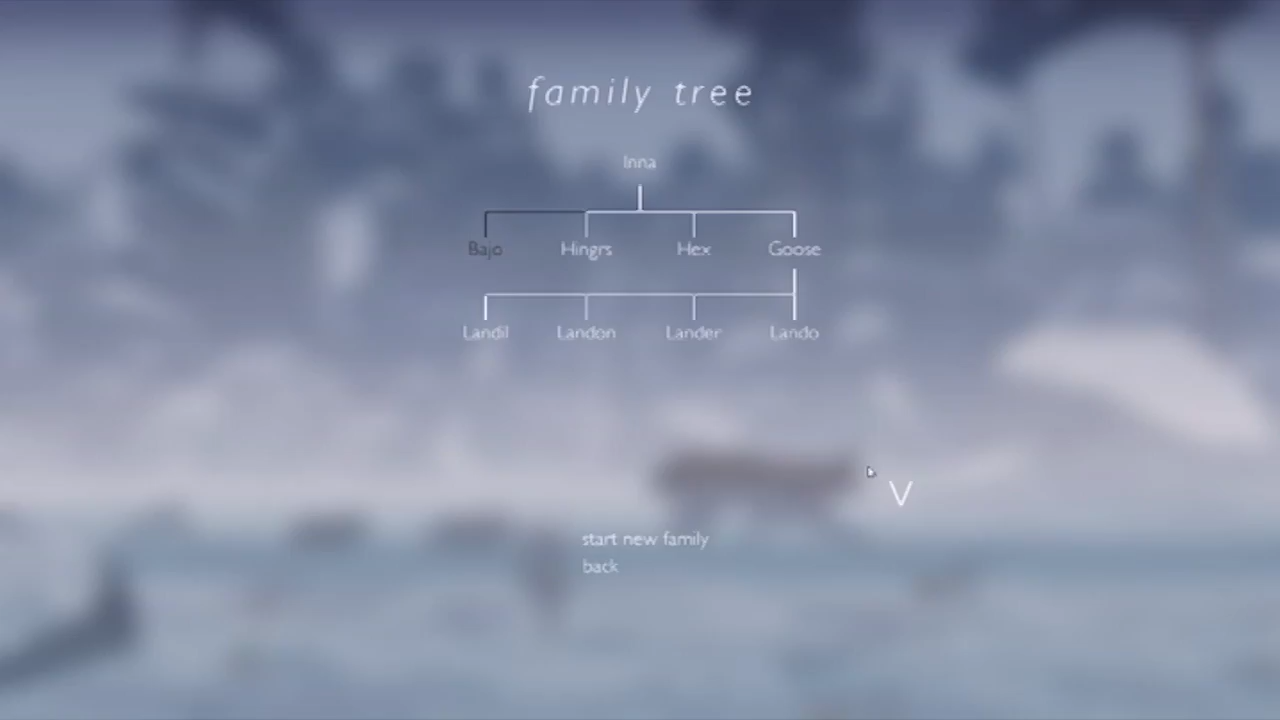 family tree
Inna
Bajo Hingrs Hex Goose
Landil Landon Lander Lando
V
start new family
back